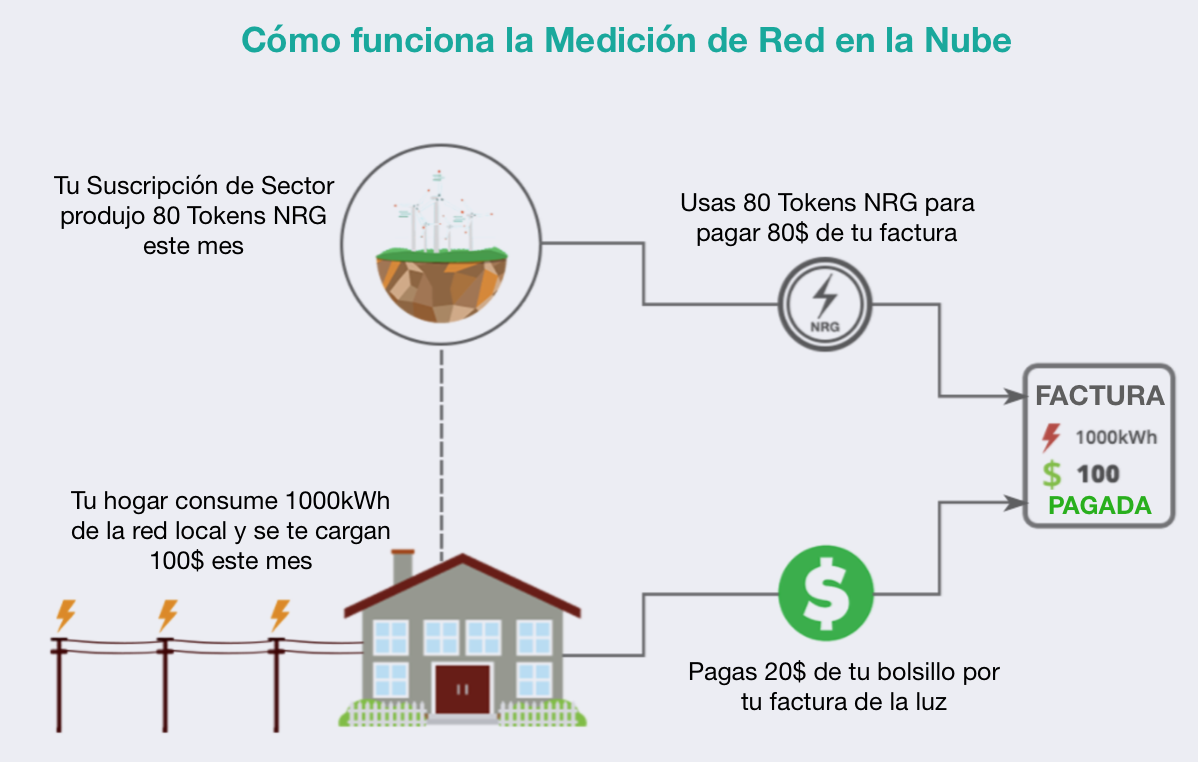 Cómo funciona la Medición de Red en la Nube
Tu Suscripción de Sector
produjo 80 Tokens NRG
este mes
Usas 80 Tokens NRG para
pagar 80$ de tu factura
NRG
FACTURA
1000kWh
$ 100
PAGADA
Tu hogar consume 1000kWh
de la red local y se te cargan
100$ este mes
$
Pagas 20$ de tu bolsillo por
tu factura de la luz